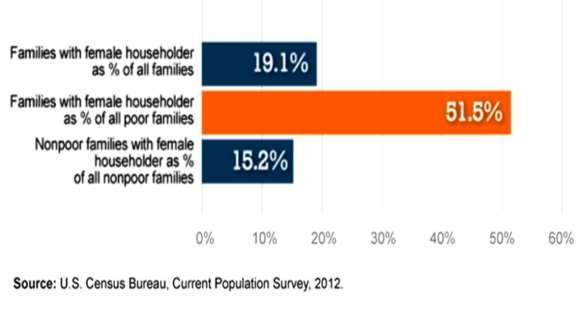 Families with female householder
as % of all families
19.1%
Families with female householder
as % of all poor families
51.5%
Nonpoor families with female
householder as %
of all nonpoor families
15.2%
0% 10% 20% 30% 40% 50% 60%
Source: U.S. Census Bureau, Current Population Survey, 2012.